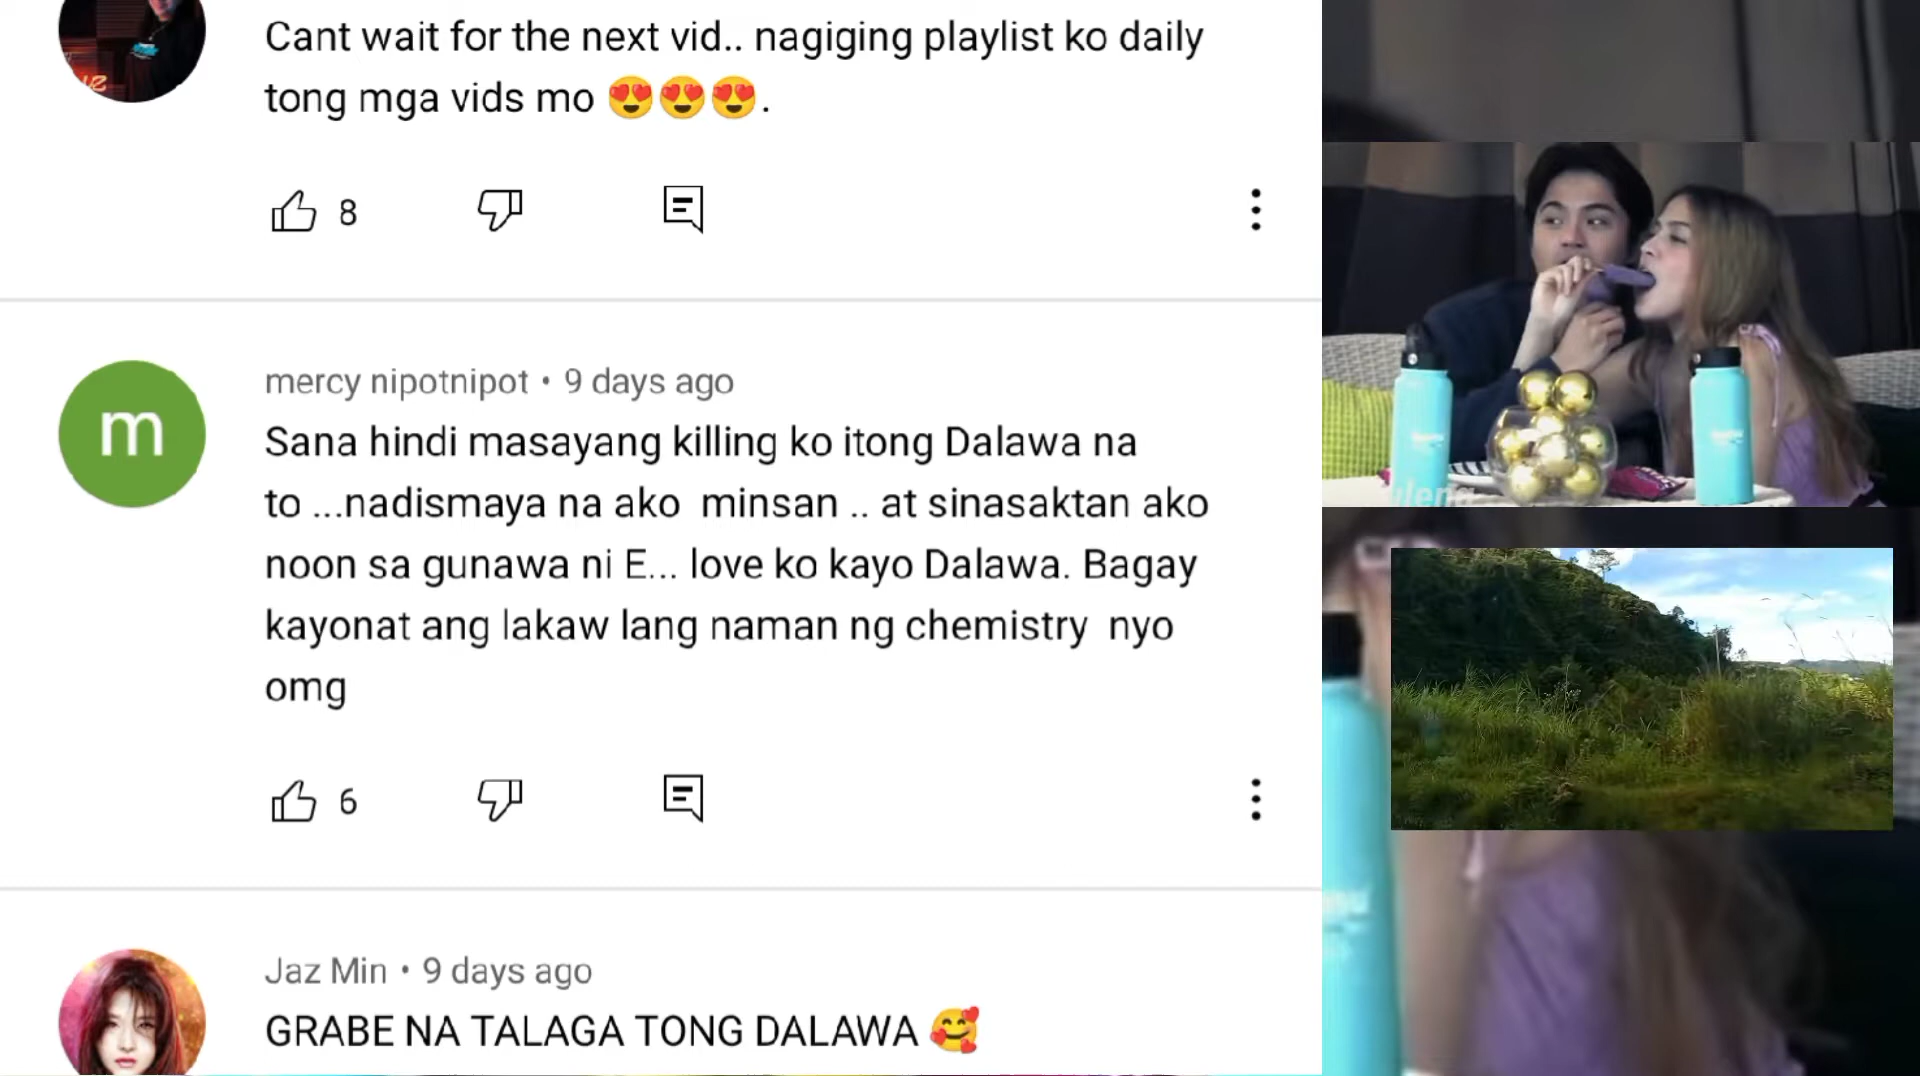 Cant wait for the next vid.. nagiging playlist ko daily
tong mga vids mo 😍😍😍.
8
mercy nipotnipot • 9 days ago
m
Sana hindi masayang killing ko itong Dalawa na
to ...nadismaya na ako minsan .. at sinasaktan ako
noon sa gunawa ni E... love ko kayo Dalawa. Bagay
kayonat ang lakaw lang naman ng chemistry nyo
omg
6
Jaz Min • 9 days ago
GRABE NA TALAGA TONG DALAWA 🥰